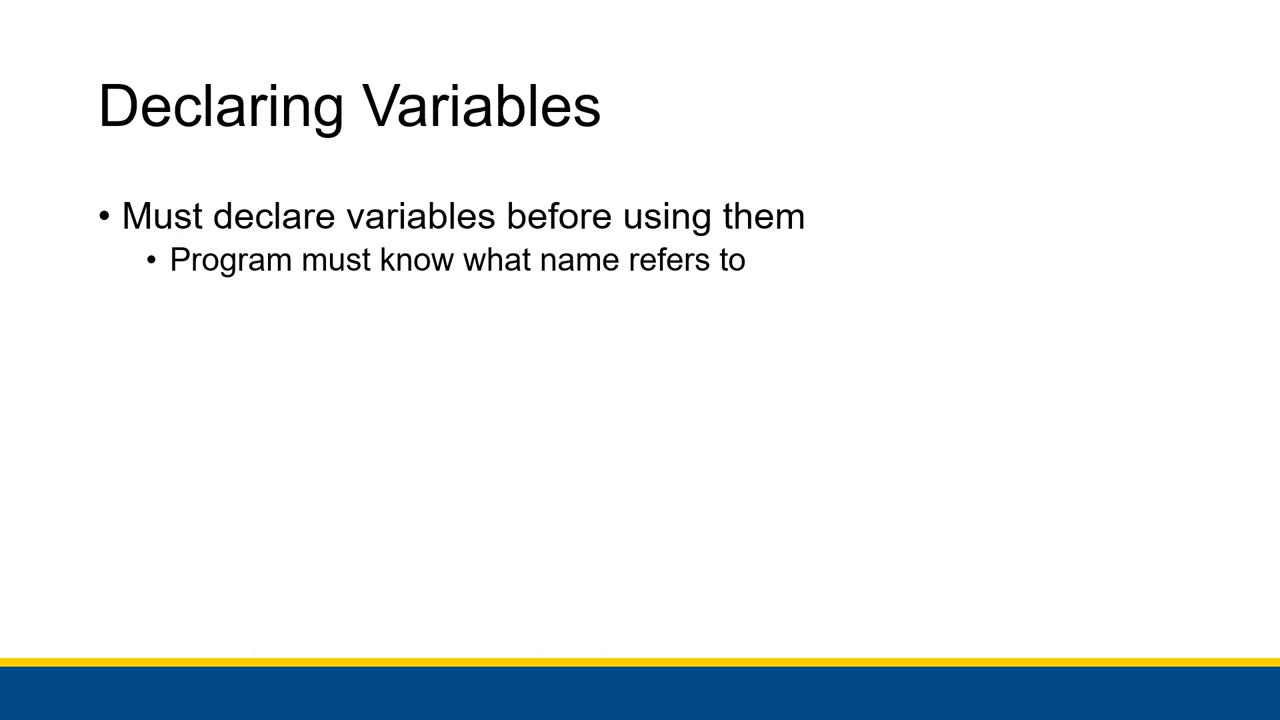 Declaring Variables
• Must declare variables before using them
• Program must know what name refers to